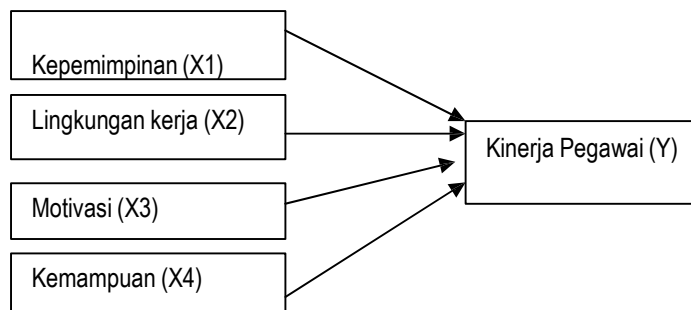 Kepemimpinan (X1)
Lingkungan kerja (X2)
Kinerja Pegawai (Y)
Motivasi (X3)
Kemampuan (X4)